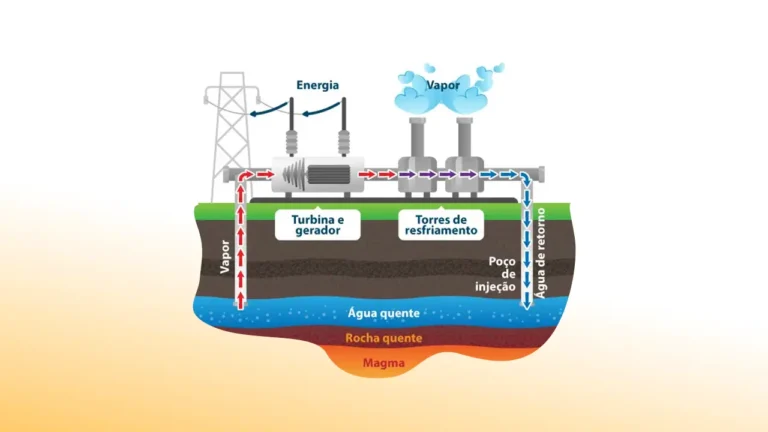 Energia
Vapor
Turbina e
gerador
Torres de
resfriamento
Vapor
Poço
de
injeção
Água de retorno
Água quente
Rocha quente
Magma